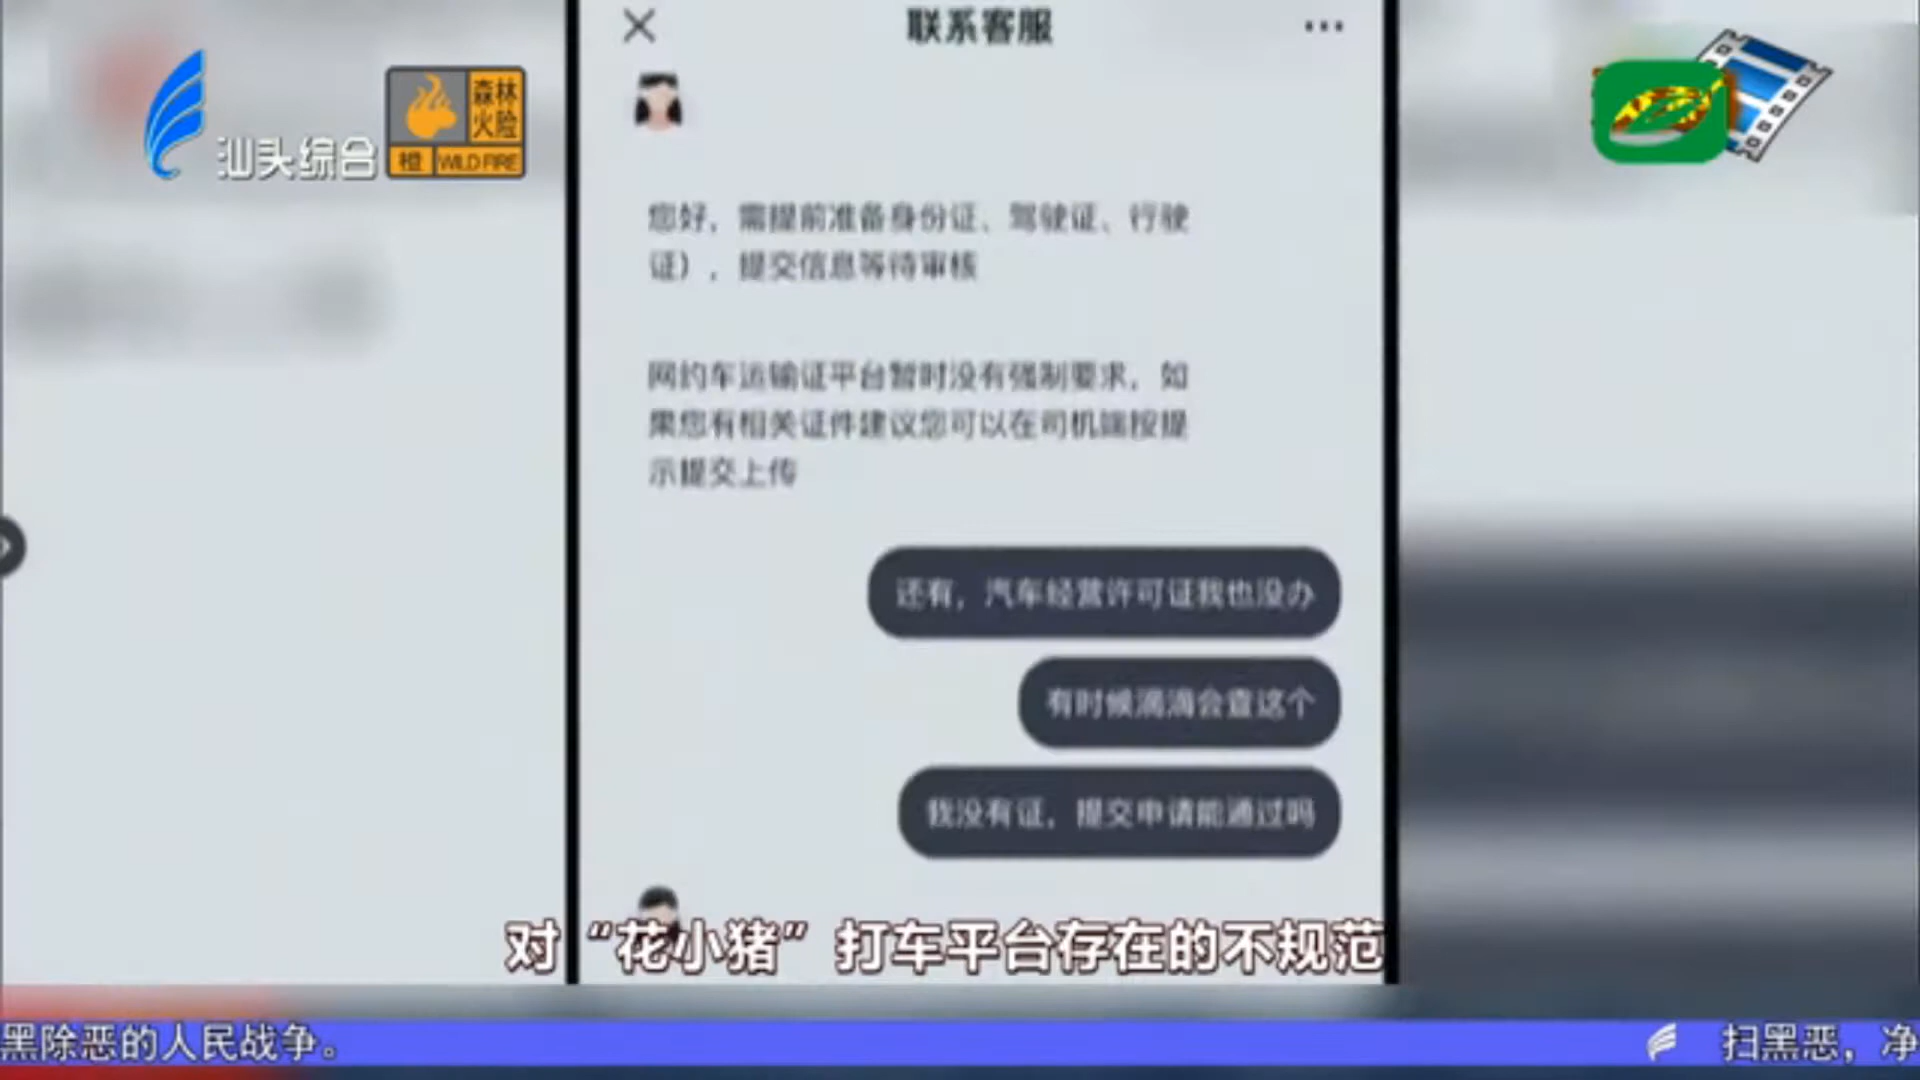 联系客服
汕头综合
森林
火险
橙 WILD FIRE
您好，需提前准备身份证、驾驶证、行驶
证），提交信息等待审核
网约车运输证平台暂时没有强制要求，如
果您有相关证件建议您可以在司机端按提
示提交上传
还有，汽车经营许可证我也没办
有时候滴滴会查这个
我没有证，提交申请能通过吗
对“花小猪”打车平台存在的不规范
黑除恶的人民战争。
扫黑恶，净